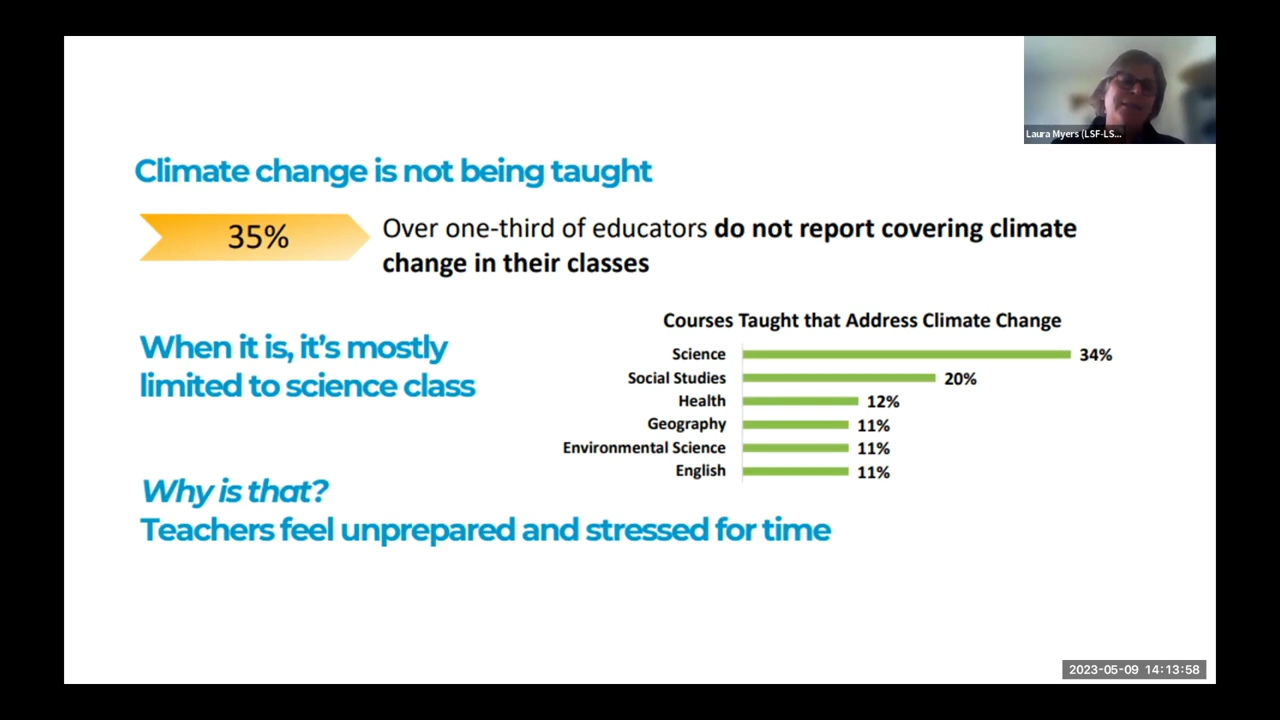 Laura Myers (LSF-LS...
Climate change is not being taught
35%
Over one-third of educators do not report covering climate
change in their classes
When it is, it's mostly
limited to science class
Courses Taught that Address Climate Change
Science 34%
Social Studies 20%
Health 12%
Geography 11%
Environmental Science 11%
English 11%
Why is that?
Teachers feel unprepared and stressed for time
2023-05-09 14:13:58